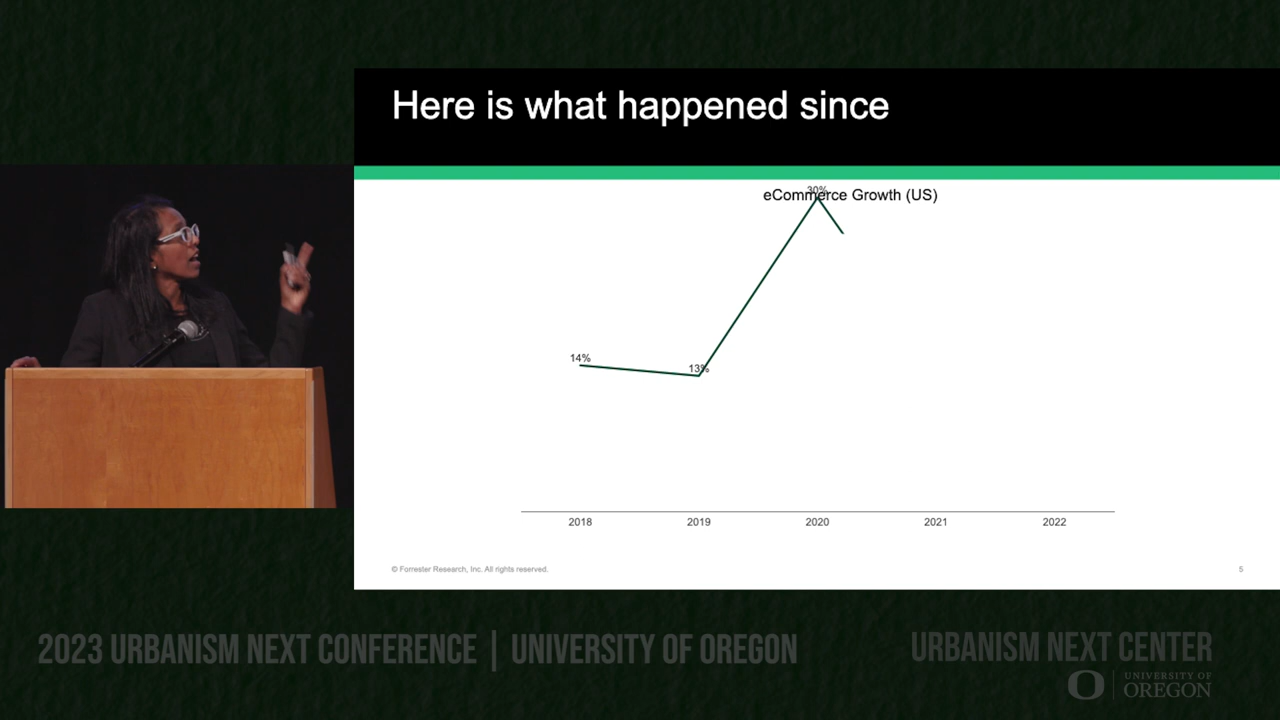 Here is what happened since
30%
eCommerce Growth (US)
14%
13%
2018 2019 2020 2021 2022
© Forrester Research, Inc. All rights reserved.
5
2023 URBANISM NEXT CONFERENCE | UNIVERSITY OF OREGON
URBANISM NEXT CENTER
O
UNIVERSITY OF
OREGON